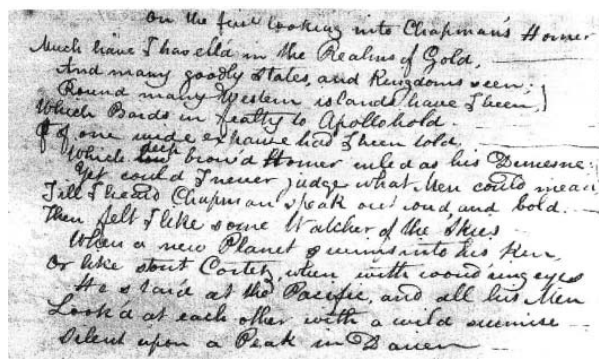 On the first looking into Chapman's Homer
Much have I travell'd in the Realms of Gold,
And many goodly States, and Kingdoms seen;
Round many Western islands have I been,
Which Bards in fealty to Apollo hold.
Of one wide expanse had I been told,
Which deep brow'd Homer ruled as his Demesne:
Yet could I never judge what Men could mean,
Till I heard Chapman speak out loud and bold.
Then felt I like some Watcher of the Skies
When a new Planet swims into his Ken,
Or like stout Cortez, when with wond'ring eyes
He star'd at the Pacific, and all his Men
Look'd at each other with a wild surmise
Silent upon a Peak in Darien